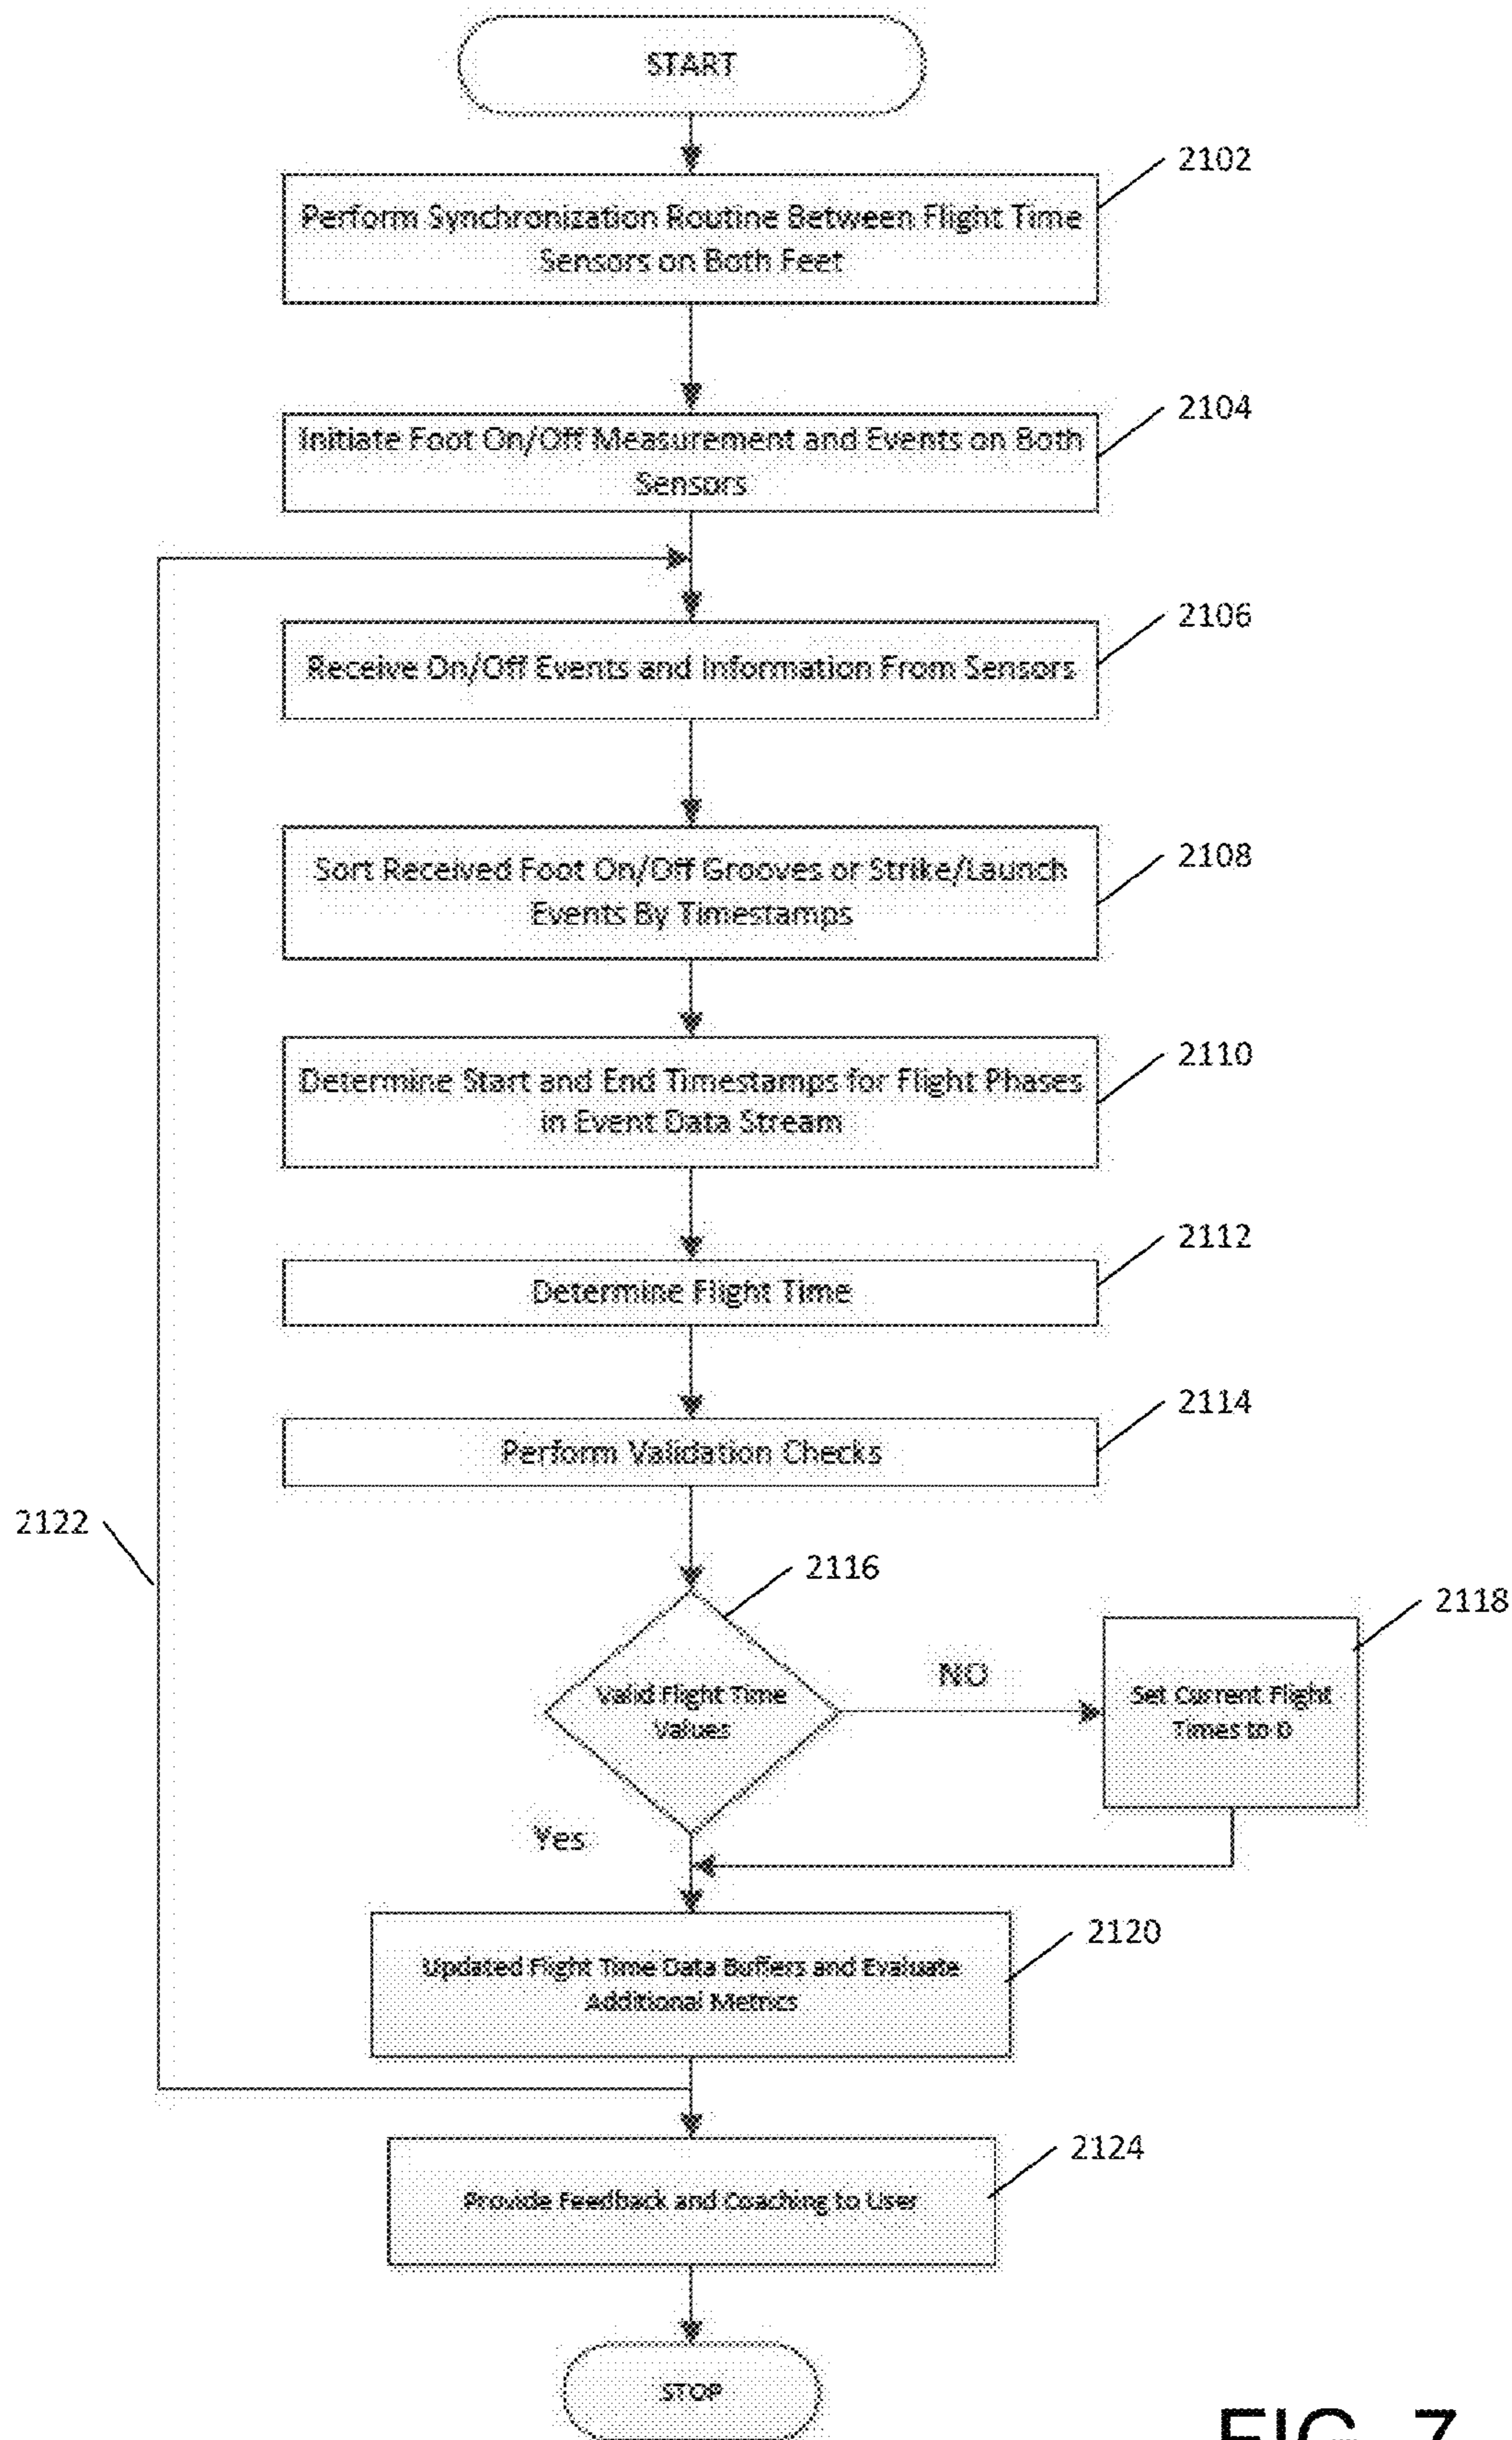 START
2102
Perform Synchronization Routine Between Flight Time
Sensors on Both Feet
2104
Initiate Foot On/Off Measurement and Events on Both
Sensors
2106
Receive On/Off Events and Information From Sensors
2108
Sort Received Foot On/Off Grooves or Strike/Launch
Events By Timestamps
2110
Determine Start and End Timestamps for Flight Phases
in Event Data Stream
2112
Determine Flight Time
2114
Perform Validation Checks
2122
2116
Valid Flight Time
Values
NO
2118
Set Current Flight
Times to 0
Yes
2120
Updated Flight Time Data Buffers and Evaluate
Additional Metrics
2124
Provide Feedback and Coaching to User
STOP
FIG. 7